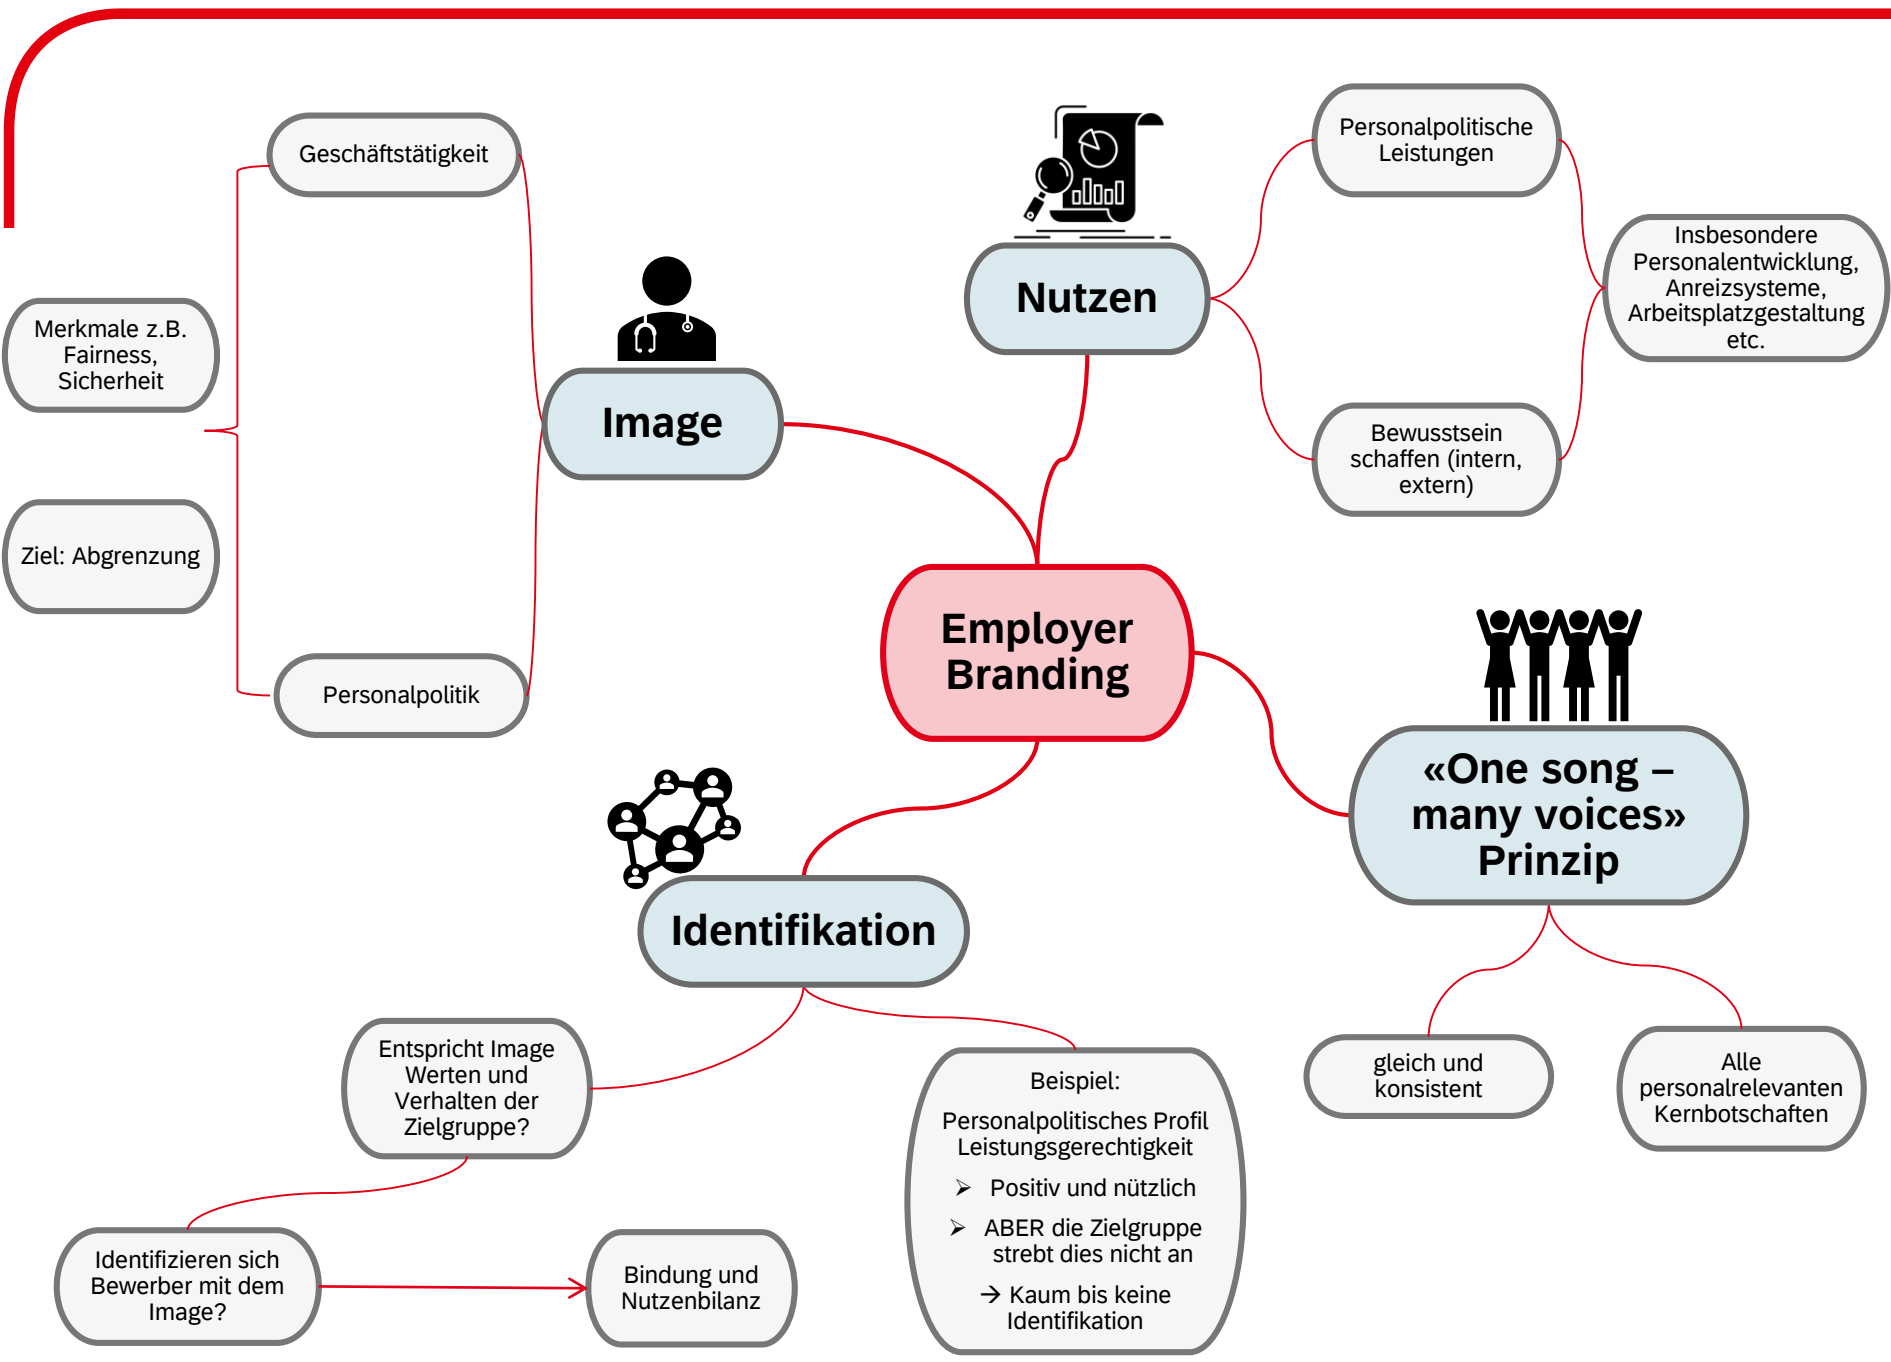 Geschäftstätigkeit
Merkmale z.B.
Fairness,
Sicherheit
Ziel: Abgrenzung
Personalpolitik
Image
Nutzen
Personalpolitische
Leistungen
Insbesondere
Personalentwicklung,
Anreizsysteme,
Arbeitsplatzgestaltung
etc.
Bewusstsein
schaffen (intern,
extern)
Employer
Branding
«One song –
many voices»
Prinzip
gleich und
konsistent
Alle
personalrelevanten
Kernbotschaften
Identifikation
Entspricht Image
Werten und
Verhalten der
Zielgruppe?
Identifizieren sich
Bewerber mit dem
Image?
Bindung und
Nutzenbilanz
Beispiel:
Personalpolitisches Profil
Leistungsgerechtigkeit
➢ Positiv und nützlich
➢ ABER die Zielgruppe
strebt dies nicht an
→ Kaum bis keine
Identifikation